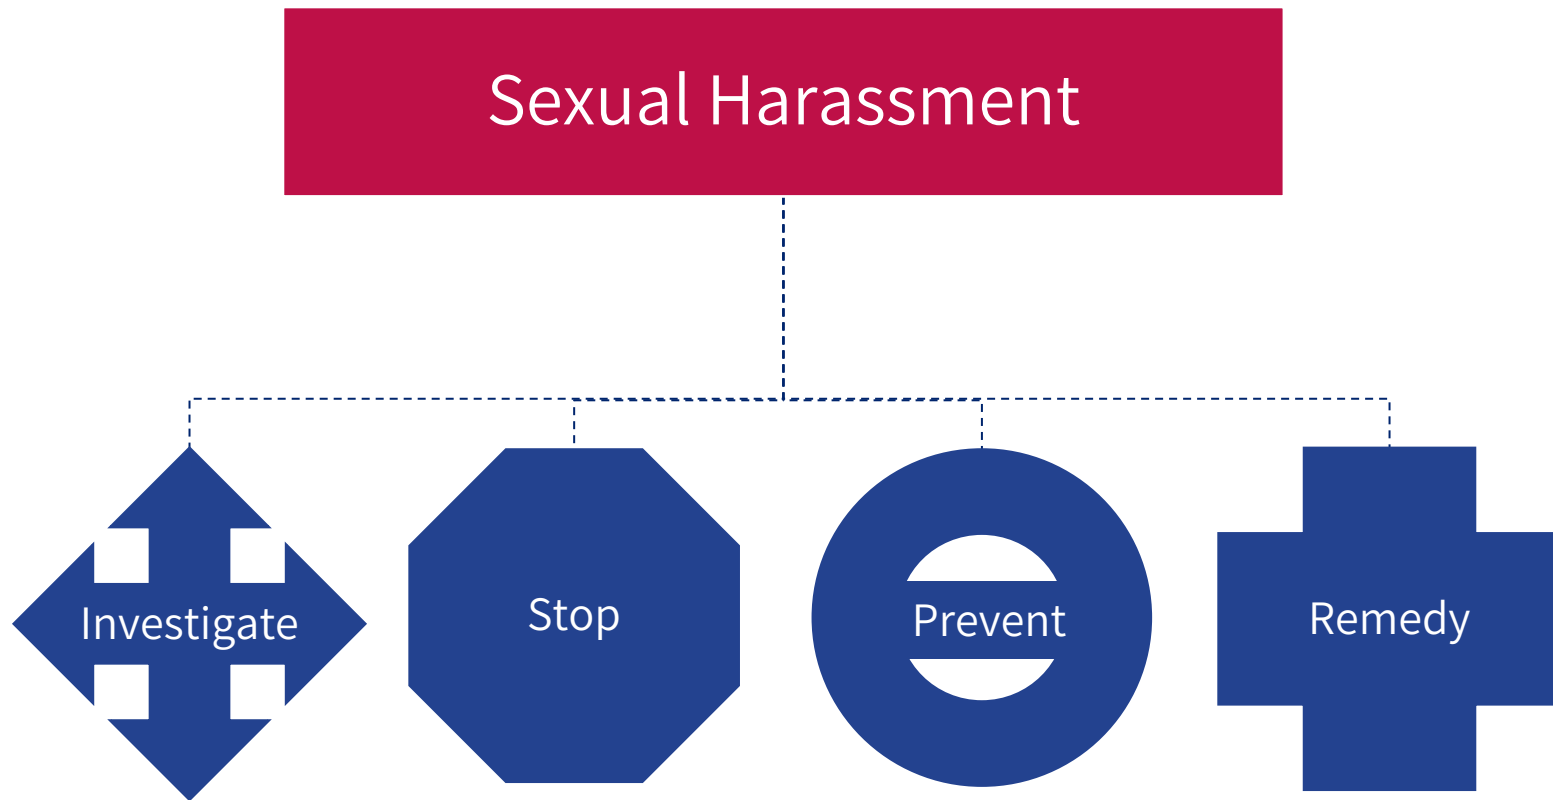 Sexual Harassment
Investigate
Stop
Prevent
Remedy